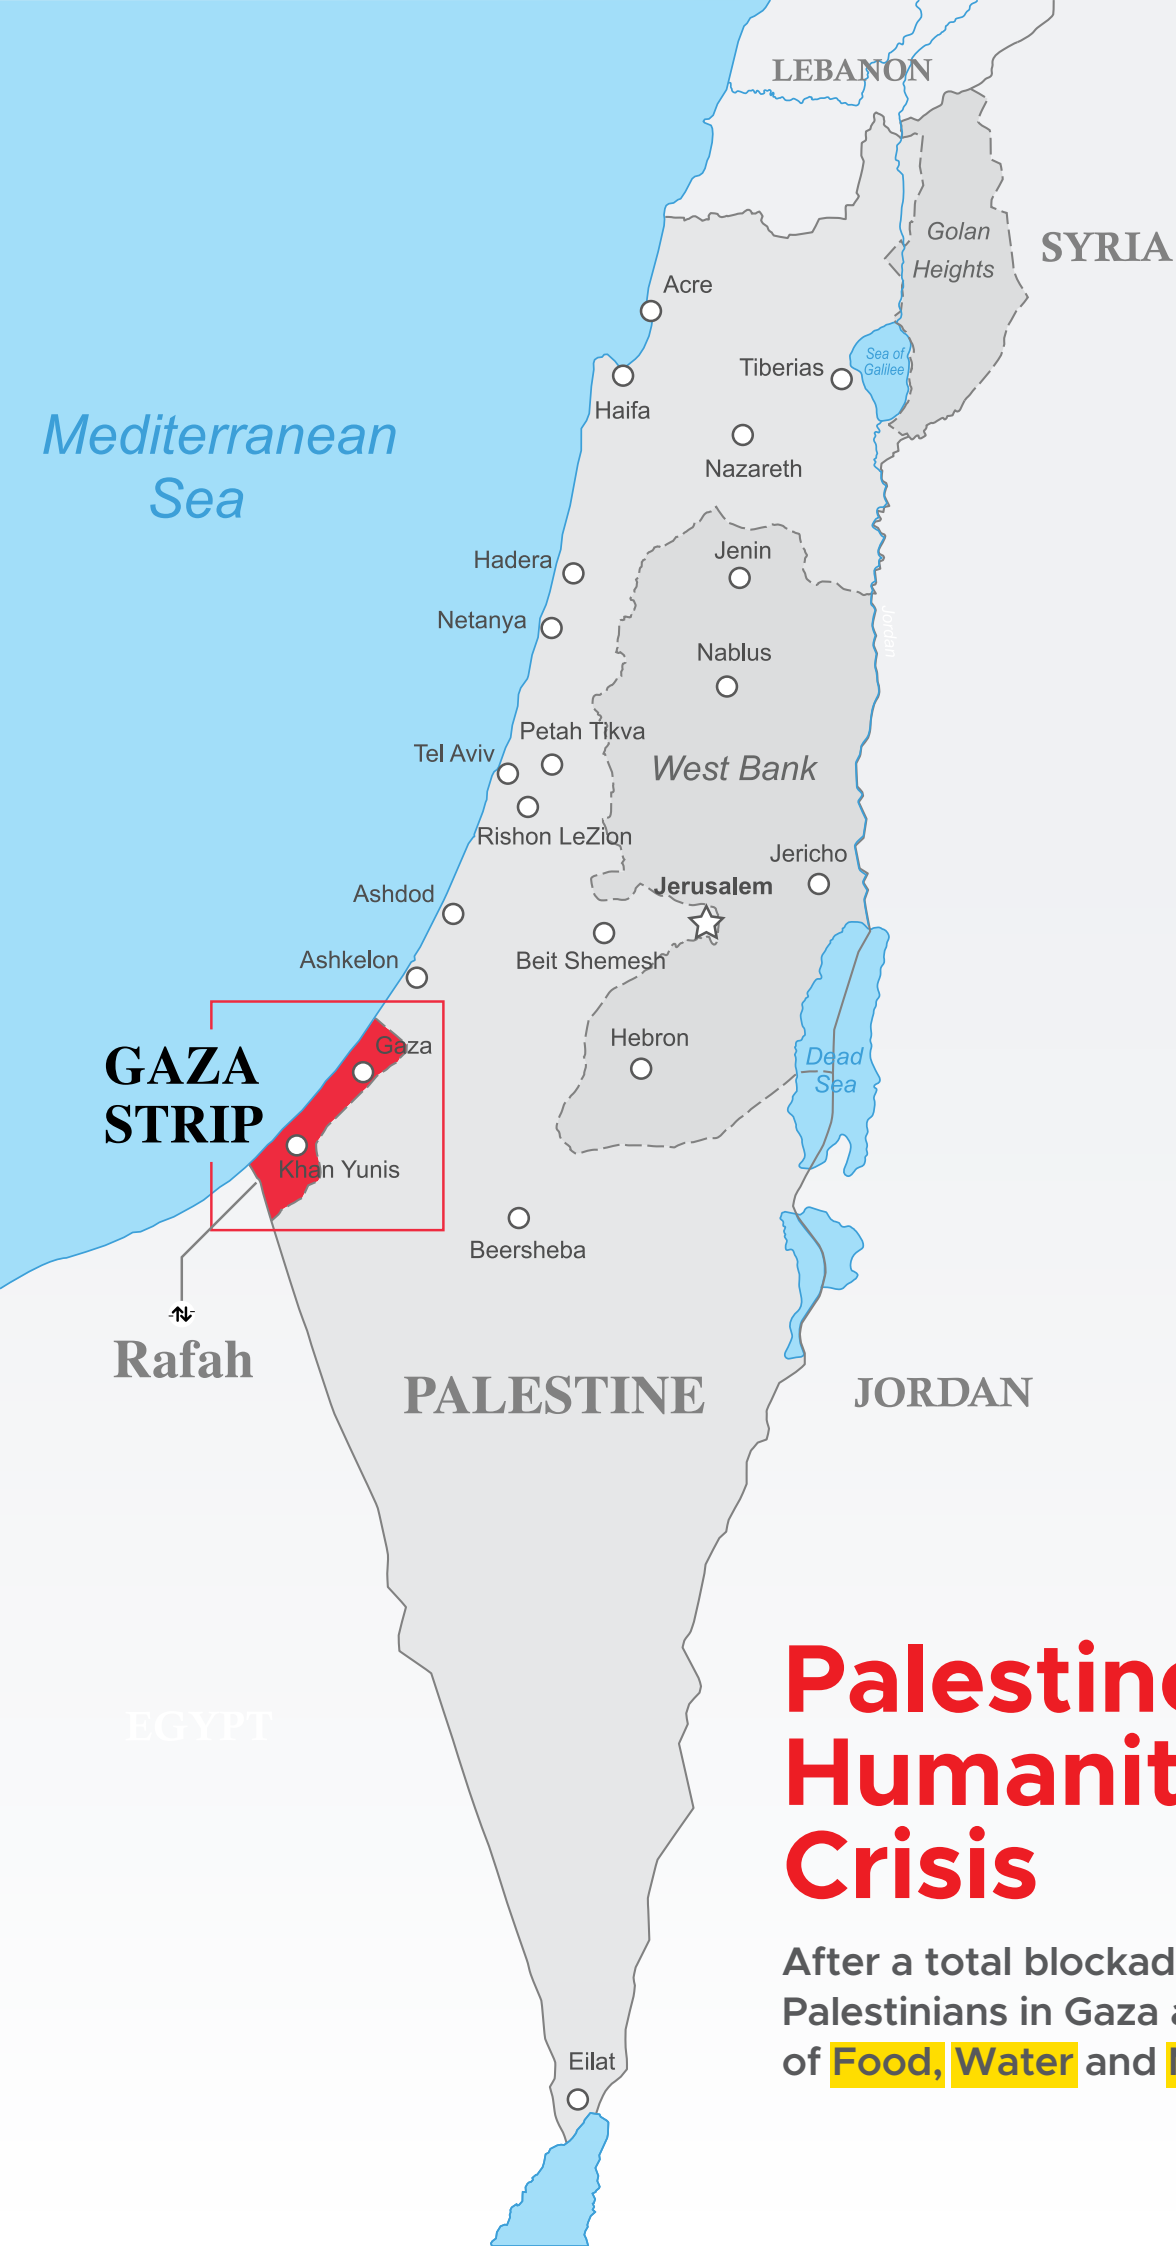 LEBANON
Golan
Heights
SYRIA
Acre
Sea of
Galilee
Tiberias
Haifa
Mediterranean
Sea
Nazareth
Jenin
Hadera
Netanya
Jordan
Nablus
Petah Tikva
Tel Aviv
West Bank
Rishon LeZion
Jericho
Jerusalem
Ashdod
Beit Shemesh
Ashkelon
Hebron
Gaza
GAZA
STRIP
Dead
Sea
Khan Yunis
Beersheba
Rafah
PALESTINE
JORDAN
EGYPT
Palestin
Humanit
Crisis
After a total blockad
Palestinians in Gaza
of Food, Water and
Eilat